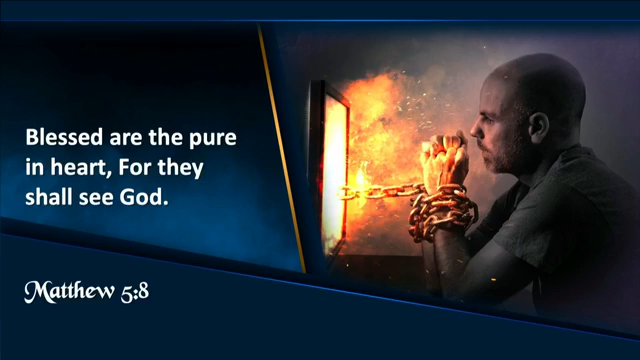 Blessed are the pure
in heart, For they
shall see God.
Matthew 5:8